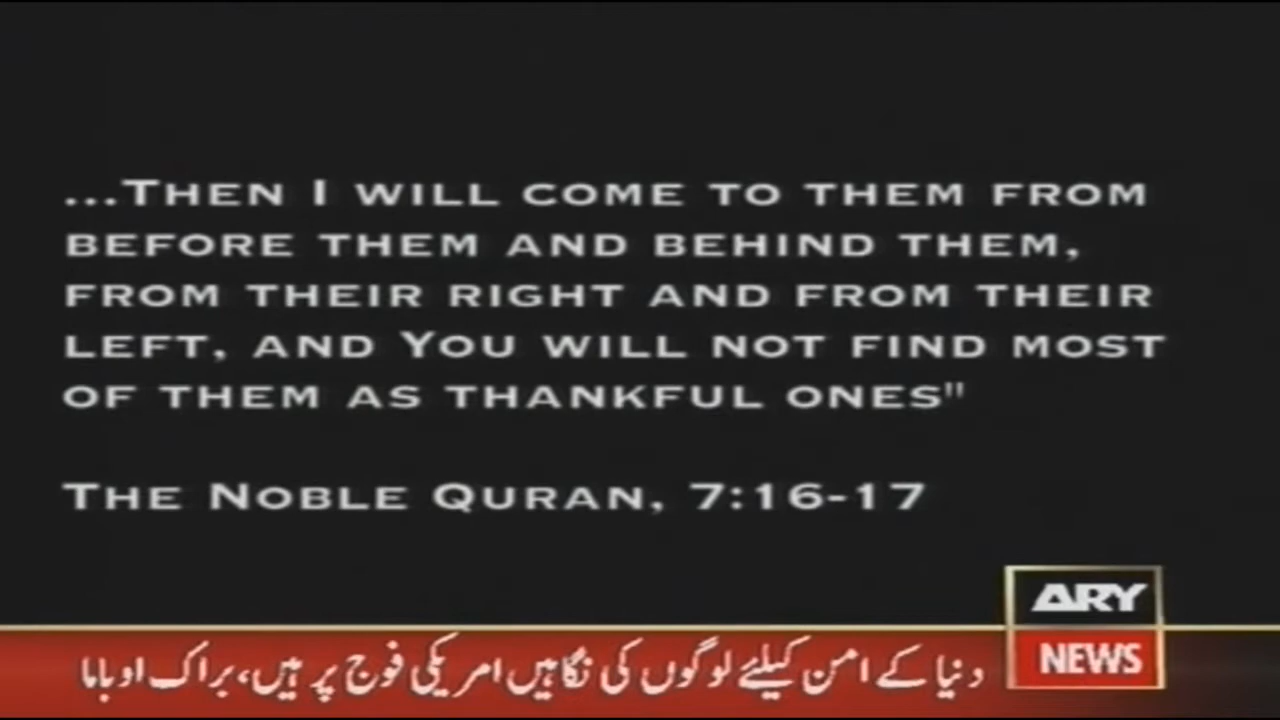 ...THEN I WILL COME TO THEM FROM
BEFORE THEM AND BEHIND THEM,
FROM THEIR RIGHT AND FROM THEIR
LEFT, AND YOU WILL NOT FIND MOST
OF THEM AS THANKFUL ONES"
THE NOBLE QURAN, 7:16-17
ARY
NEWS
دنیا کے امن کیلئے لوگوں کی نگاہیں امریکی فوج پر ہیں، براک اوباما